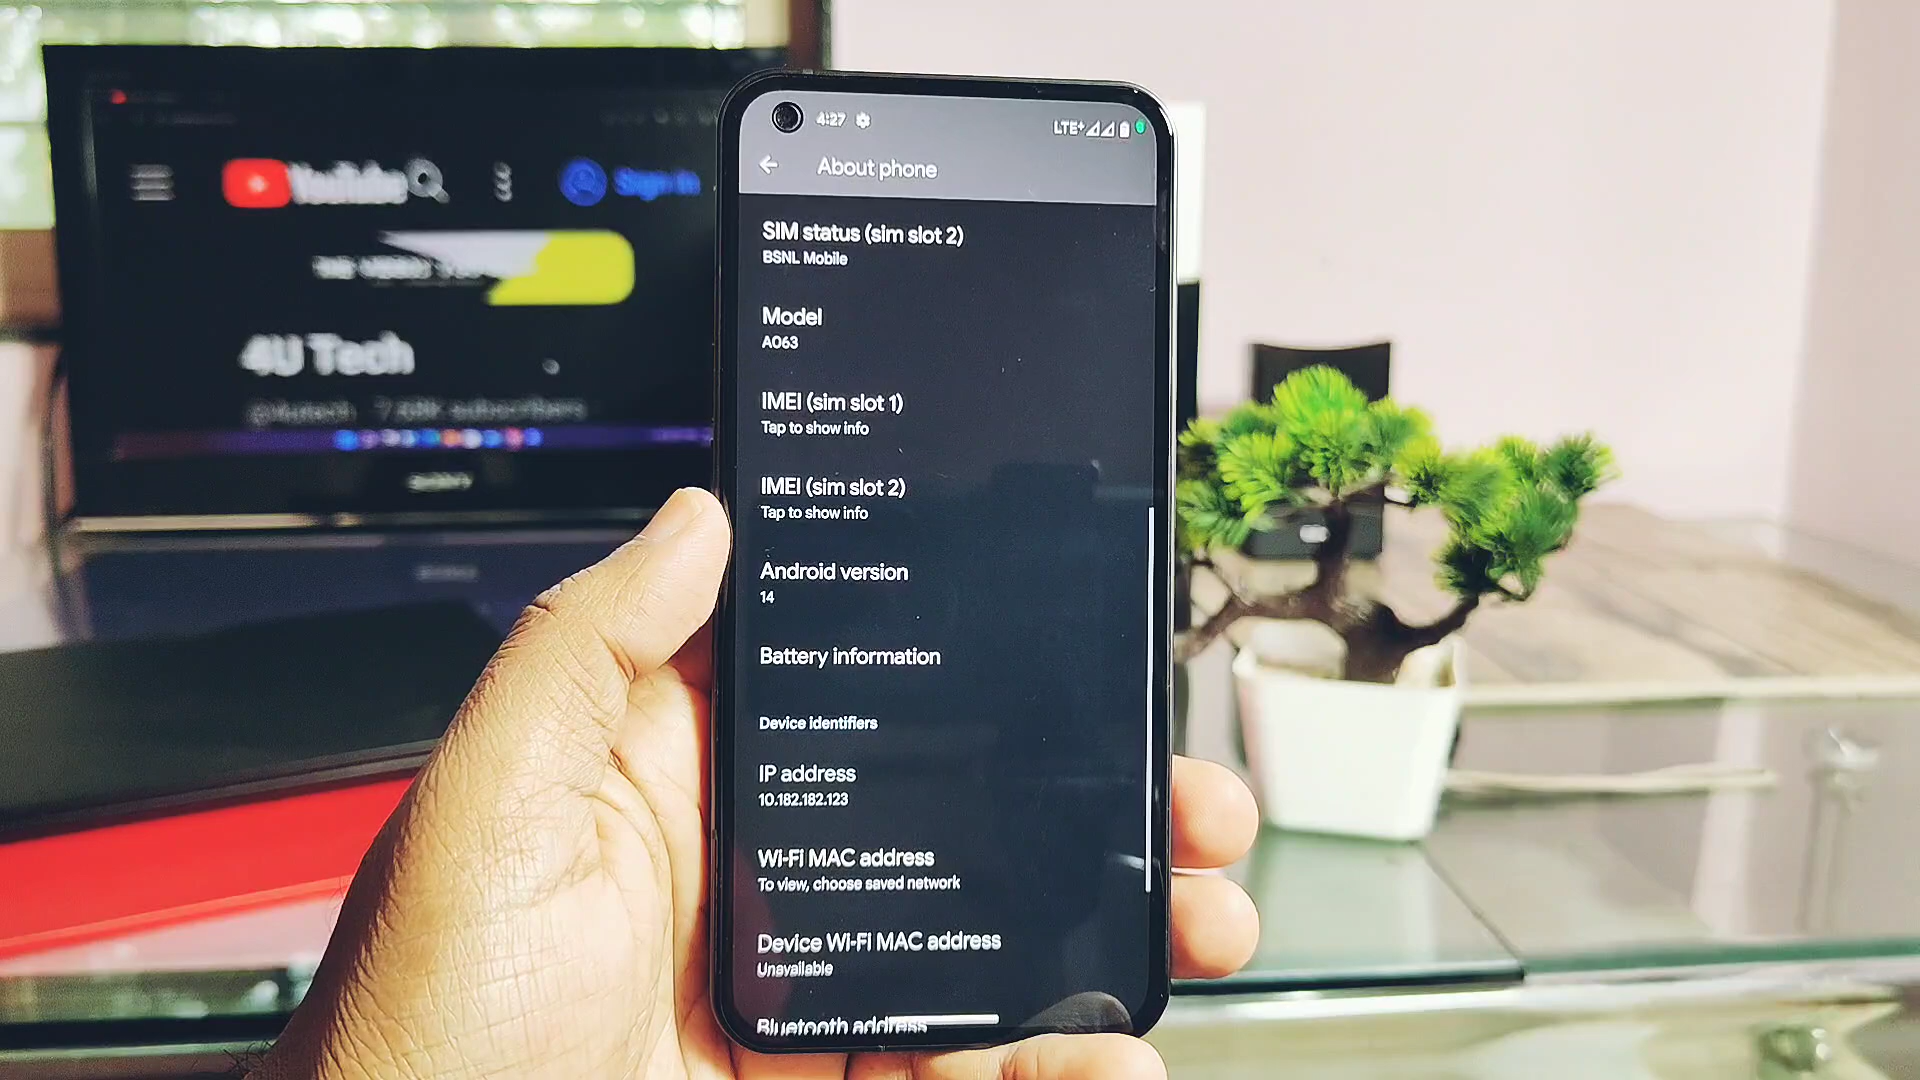 4:27
LTE+
About phone
SIM status (sim slot 2)
BSNL Mobile
Model
A063
IMEI (sim slot 1)
Tap to show info
IMEI (sim slot 2)
Tap to show info
Android version
14
Battery information
Device identifiers
IP address
10.182.182.123
Wi-Fi MAC address
To view, choose saved network
Device Wi-Fi MAC address
Unavailable
Bluetooth address
YouTube
Sign in
4U Tech
subscribers
SONY